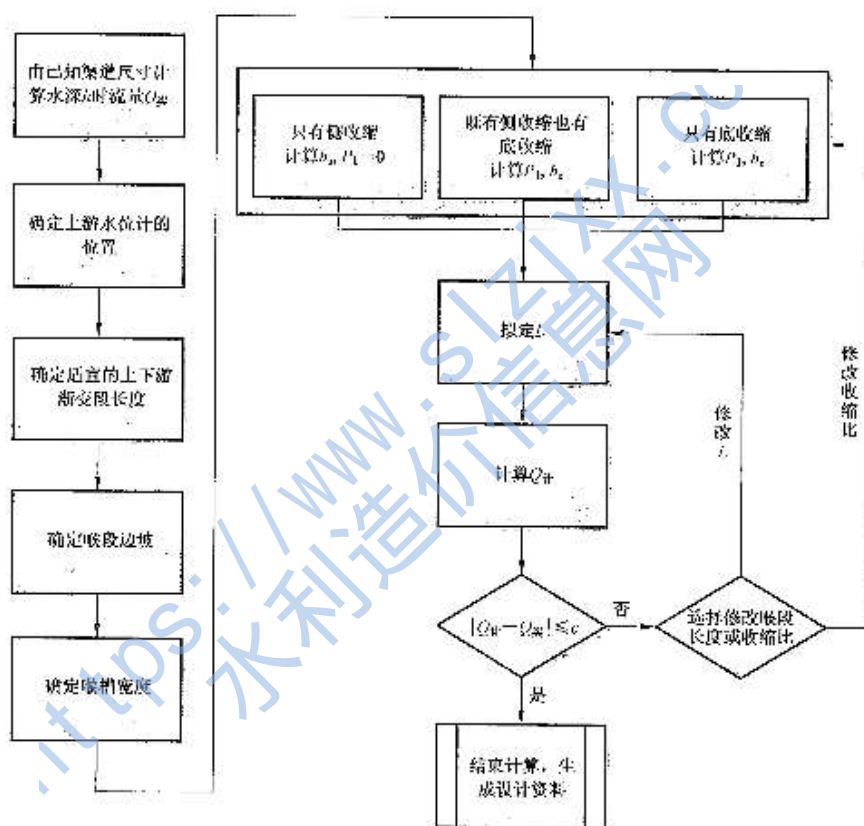 由已知渠道尺寸计
算水深h时流量Q渠
确定上游水位计的
位置
确定适宜的上下游
渐变段长度
确定喉段边坡
确定喉槽宽度
只有侧收缩
计算
既有侧收缩也有
底收缩
计算P₁, bc
只有底收缩
计算P₁, bc
拟定L
计算Q计
|Q计−Q渠|≤e
否
是
选择修改喉段
长度或收缩比
修改L
修改收缩比
结束计算,生
成设计资料
https://www.slzjxx.co
水利造价信息网